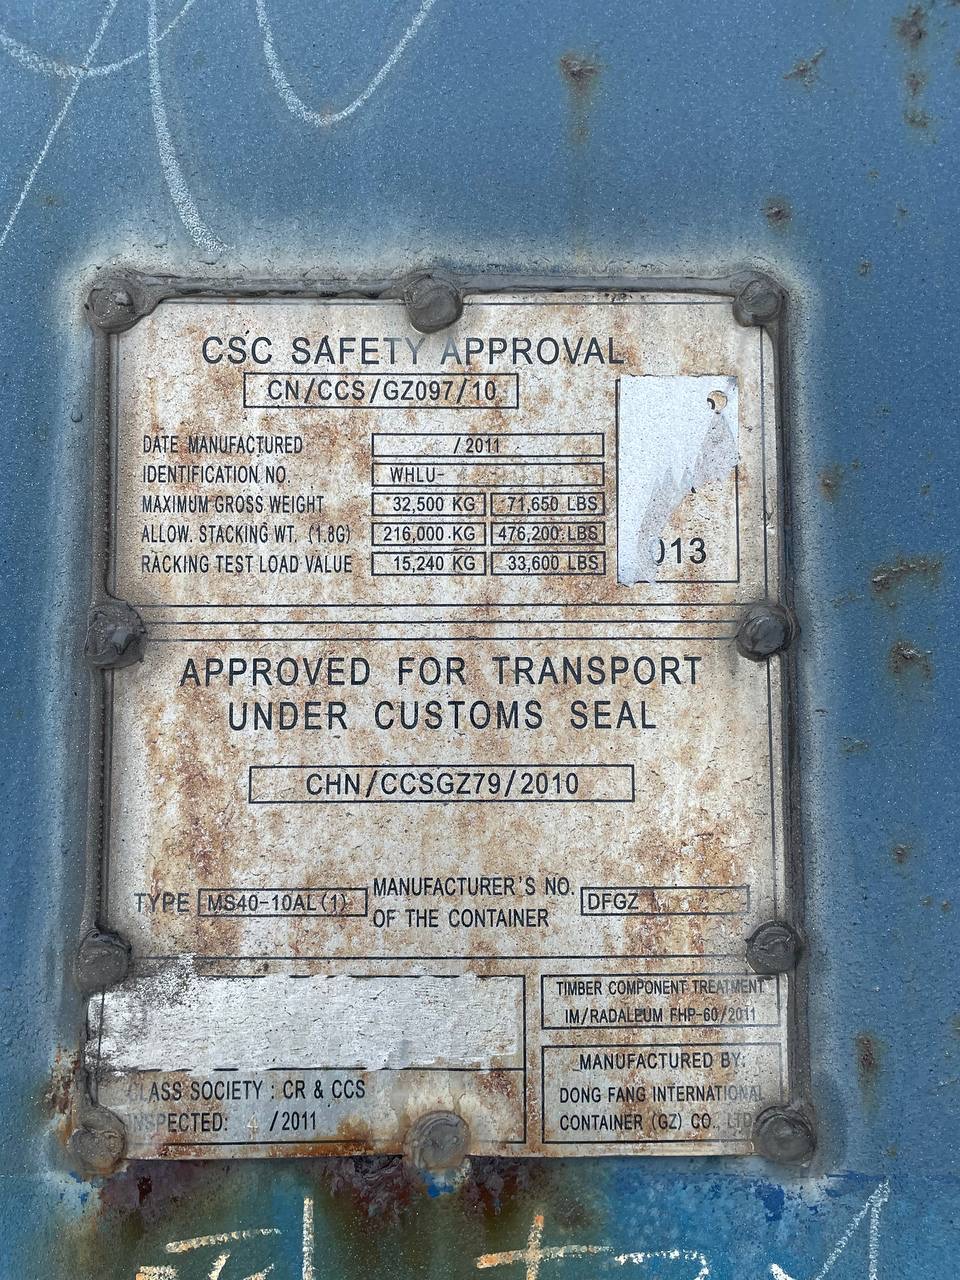 CSC SAFETY APPROVAL
CN/CCS/GZ097/10
DATE MANUFACTURED /2011
IDENTIFICATION NO. WHLU-
MAXIMUM GROSS WEIGHT 32,500 KG 71,650 LBS
ALLOW. STACKING WT. (1.8G) 216,000 KG 476,200 LBS
RACKING TEST LOAD VALUE 15,240 KG 33,600 LBS
013
APPROVED FOR TRANSPORT
UNDER CUSTOMS SEAL
CHN/CCSGZ79/2010
TYPE MS40-10AL(1) MANUFACTURER'S NO. DFGZ
OF THE CONTAINER
TIMBER COMPONENT TREATMENT
IM/RADALEUM FHP-60/2011
CLASS SOCIETY : CR & CCS
INSPECTED: 4 /2011
MANUFACTURED BY:
DONG FANG INTERNATIONAL
CONTAINER (GZ) CO., LTD.